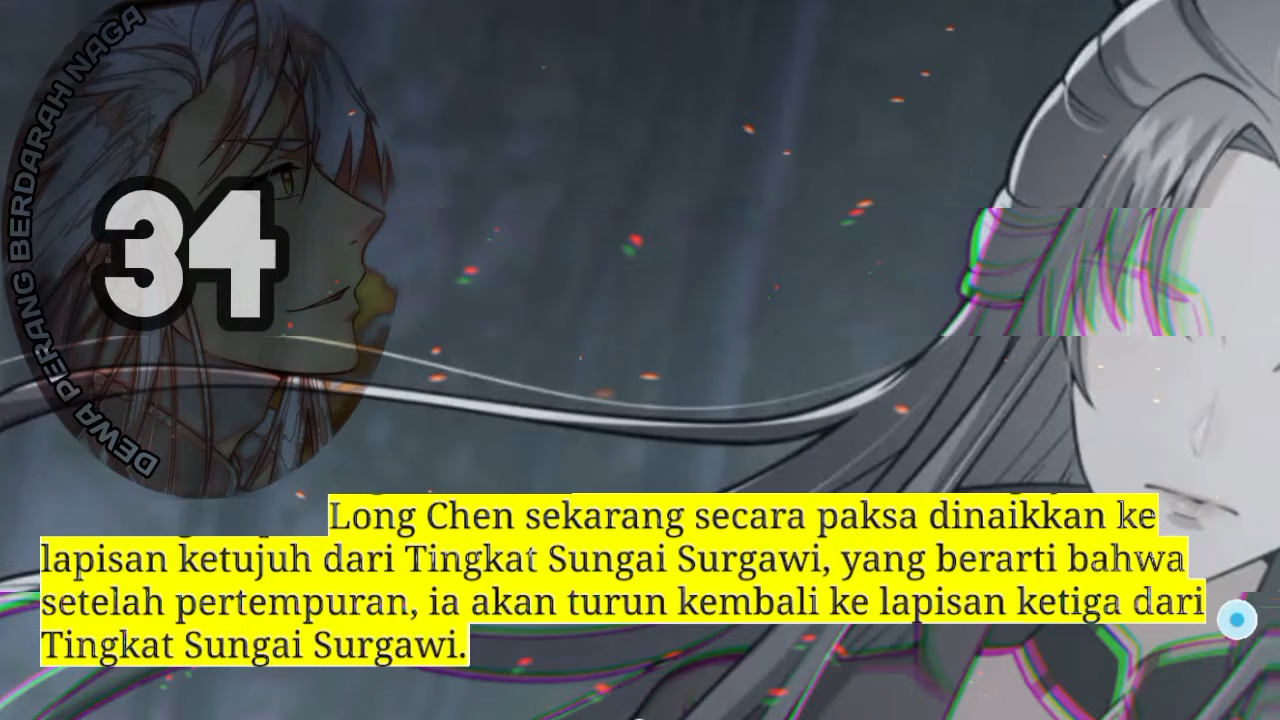 DEWA PERANG BERDARAH NAGA
34
Long Chen sekarang secara paksa dinaikkan ke
lapisan ketujuh dari Tingkat Sungai Surgawi, yang berarti bahwa
setelah pertempuran, ia akan turun kembali ke lapisan ketiga dari
Tingkat Sungai Surgawi.